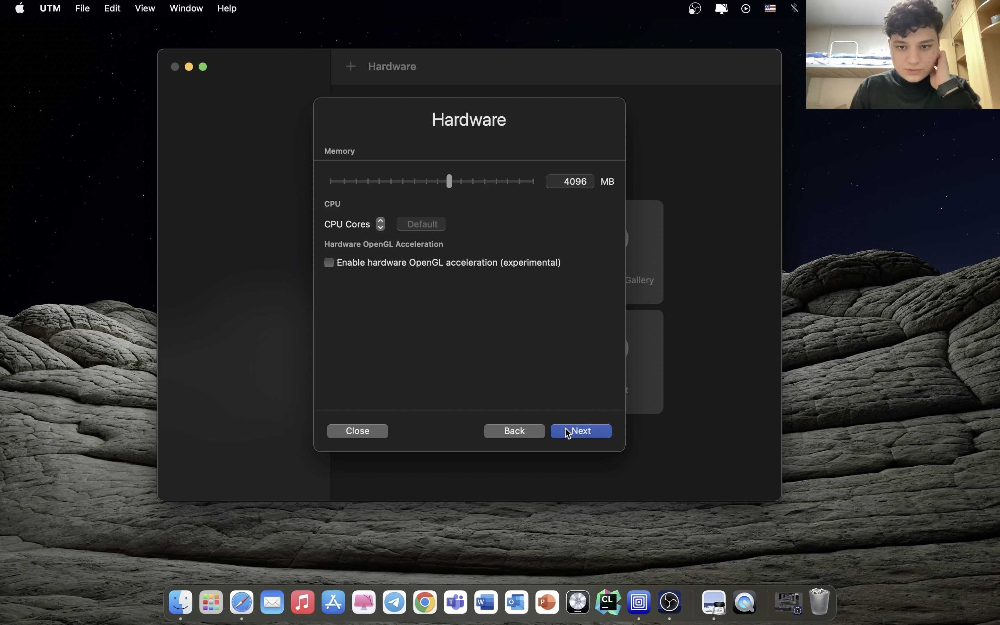 UTM File Edit View Window Help
Hardware
Hardware
Memory
4096 MB
CPU
CPU Cores Default
Hardware OpenGL Acceleration
Enable hardware OpenGL acceleration (experimental)
Gallery
t
Close Back Next
CL
T
W
O
P